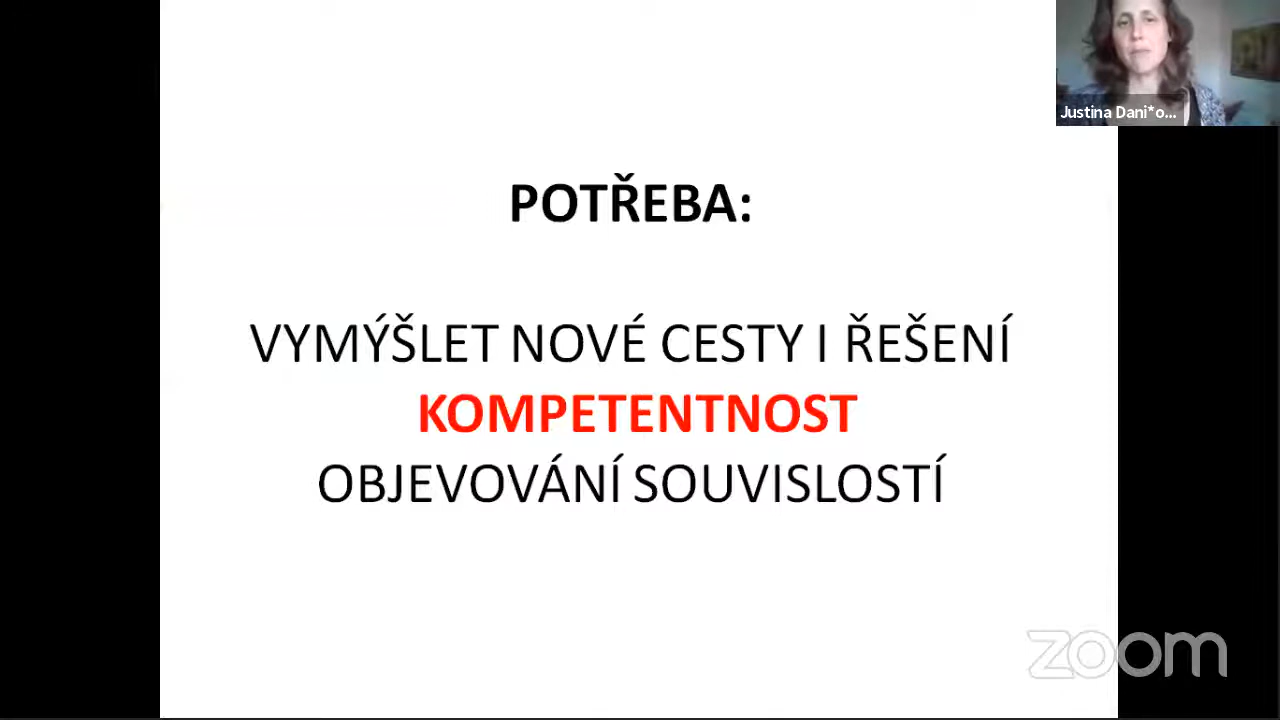 Justina Dani*o...
POTŘEBA:
VYMÝŠLET NOVÉ CESTY I ŘEŠENÍ
KOMPETENTNOST
OBJEVOVÁNÍ SOUVISLOSTÍ
zoom